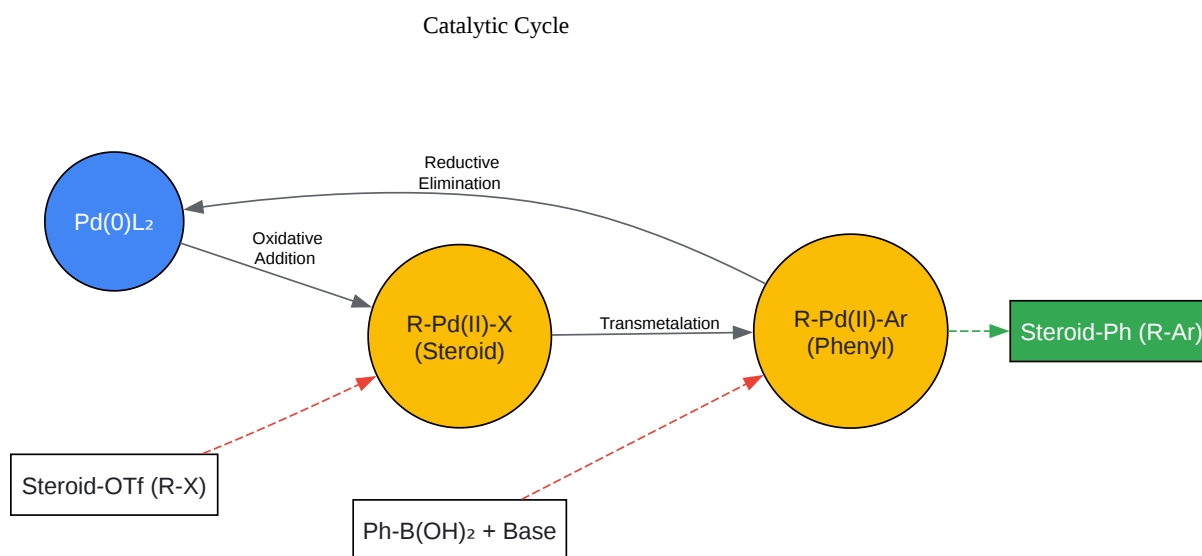 Catalytic Cycle
Reductive
Elimination
Pd(0)L₂
Oxidative
Addition
R-Pd(II)-X
(Steroid)
Transmetalation
R-Pd(II)-Ar
(Phenyl)
Steroid-Ph (R-Ar)
Steroid-OTf (R-X)
Ph-B(OH)₂ + Base